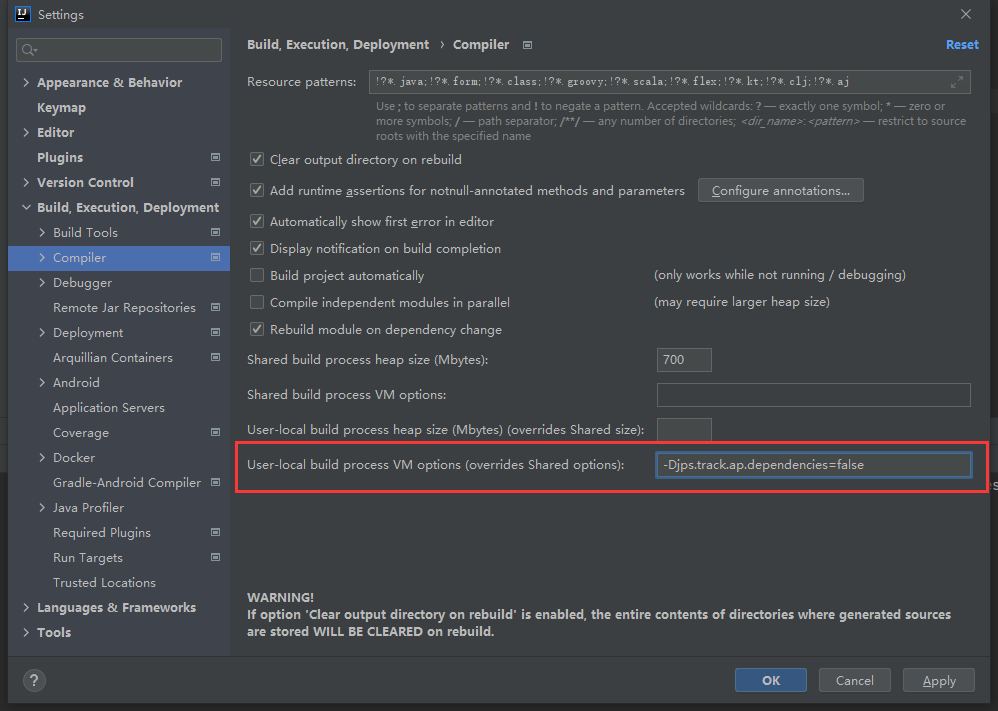 Settings
Build, Execution, Deployment › Compiler
Reset
Appearance & Behavior
Keymap
Editor
Plugins
Version Control
Build, Execution, Deployment
Build Tools
Compiler
Debugger
Remote Jar Repositories
Deployment
Arquillian Containers
Android
Application Servers
Coverage
Docker
Gradle-Android Compiler
Java Profiler
Required Plugins
Run Targets
Trusted Locations
Languages & Frameworks
Tools
Resource patterns: !?*.java;!?*.form;!?*.class;!?*.groovy;!?*.scala;!?*.flex;!?*.kt;!?*.clj;!?*.aj
Use ; to separate patterns and ! to negate a pattern. Accepted wildcards: ? — exactly one symbol; * — zero or
more symbols; / — path separator; /**/ — any number of directories; <dir_name>:<pattern> — restrict to source
roots with the specified name
Clear output directory on rebuild
Add runtime assertions for notnull-annotated methods and parameters Configure annotations...
Automatically show first error in editor
Display notification on build completion
Build project automatically (only works while not running / debugging)
Compile independent modules in parallel (may require larger heap size)
Rebuild module on dependency change
Shared build process heap size (Mbytes): 700
Shared build process VM options:
User-local build process heap size (Mbytes) (overrides Shared size):
User-local build process VM options (overrides Shared options): -Djps.track.ap.dependencies=false
WARNING!
If option 'Clear output directory on rebuild' is enabled, the entire contents of directories where generated sources
are stored WILL BE CLEARED on rebuild.
?
OK Cancel Apply